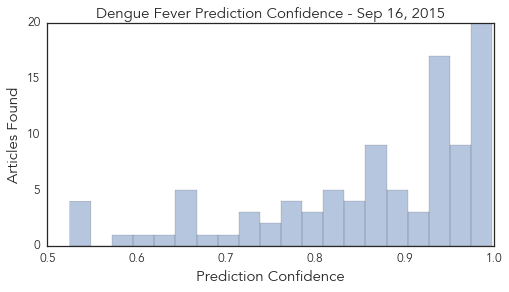 Dengue Fever Prediction Confidence - Sep 16, 2015
20
15
10
5
0
Articles Found
0.5 0.6 0.7 0.8 0.9 1.0
Prediction Confidence